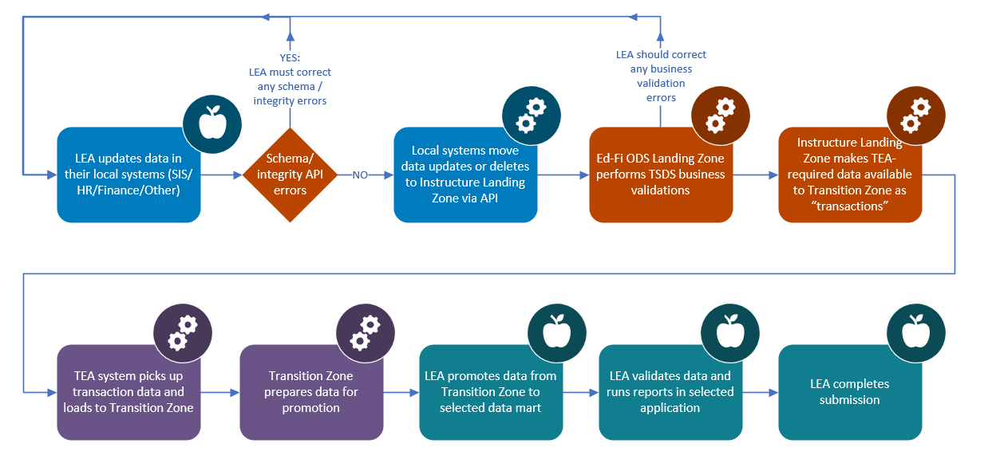 YES:
LEA must correct
any schema /
integrity errors
LEA should correct
any business
validation
errors
LEA updates data in
their local systems (SIS/
HR/Finance/Other)
Schema/
integrity API
errors
NO
Local systems move
data updates or deletes
to Instructure Landing
Zone via API
Ed-Fi ODS Landing Zone
performs TSDS business
validations
Instructure Landing
Zone makes TEA-
required data available
to Transition Zone as
“transactions”
TEA system picks up
transaction data and
loads to Transition Zone
Transition Zone
prepares data for
promotion
LEA promotes data from
Transition Zone to
selected data mart
LEA validates data and
runs reports in selected
application
LEA completes
submission